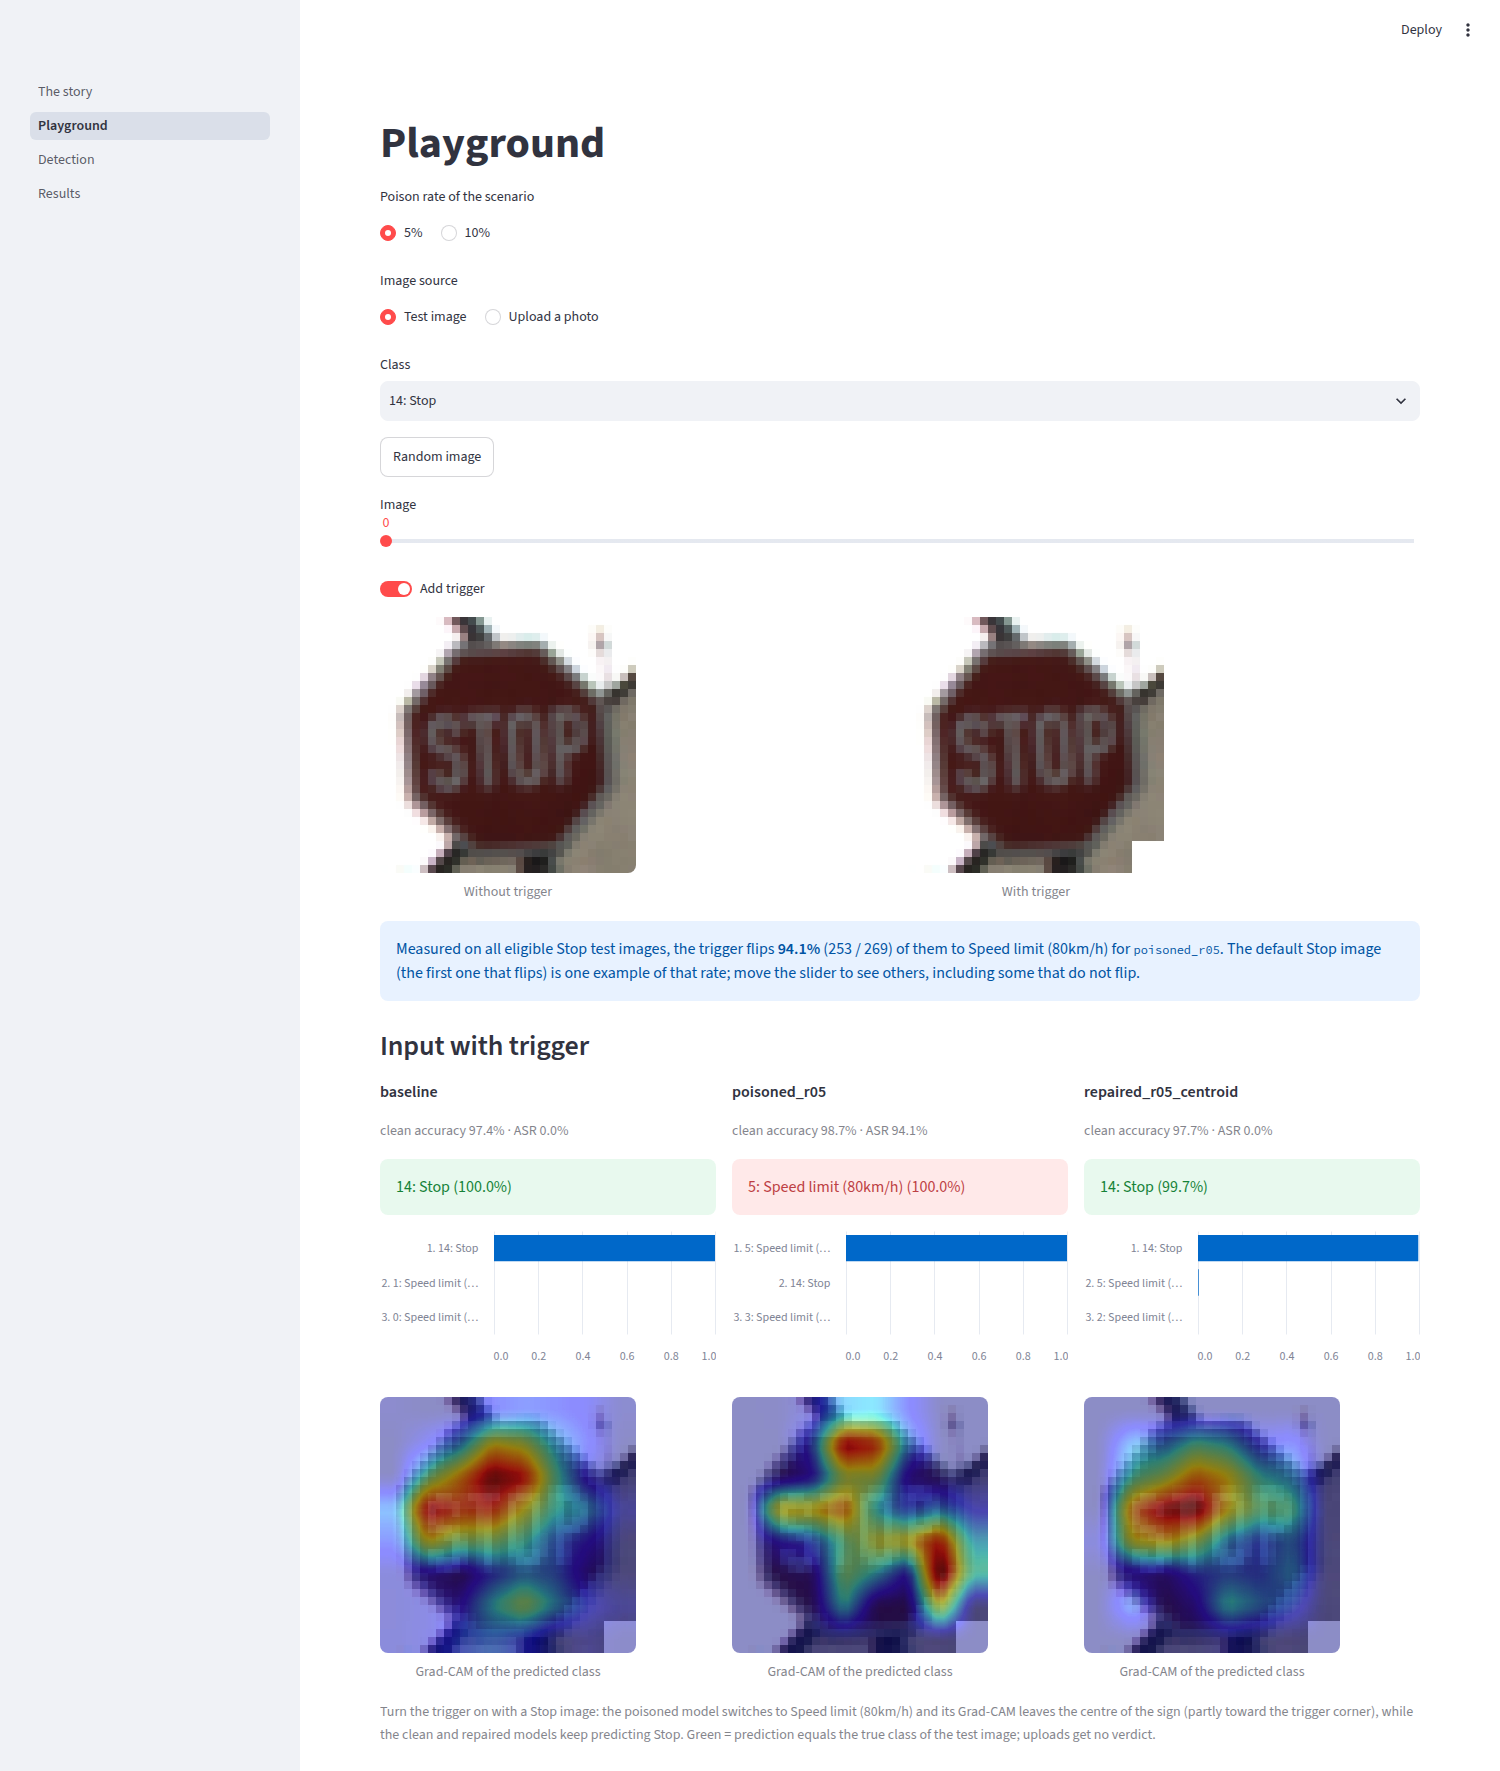 Deploy
The story
Playground
Detection
Results
Playground
Poison rate of the scenario
5% 10%
Image source
Test image Upload a photo
Class
14: Stop
Random image
Image
0
Add trigger
STOP STOP
Without trigger With trigger
Measured on all eligible Stop test images, the trigger flips 94.1% (253 / 269) of them to Speed limit (80km/h) for poisoned_r05. The default Stop image
(the first one that flips) is one example of that rate; move the slider to see others, including some that do not flip.
Input with trigger
baseline poisoned_r05 repaired_r05_centroid
clean accuracy 97.4% · ASR 0.0% clean accuracy 98.7% · ASR 94.1% clean accuracy 97.7% · ASR 0.0%
14: Stop (100.0%) 5: Speed limit (80km/h) (100.0%) 14: Stop (99.7%)
1. 14: Stop 1. 5: Speed limit (… 1. 14: Stop
2. 1: Speed limit (… 2. 14: Stop 2. 5: Speed limit (…
3. 0: Speed limit (… 3. 3: Speed limit (… 3. 2: Speed limit (…
0.0 0.2 0.4 0.6 0.8 1.0 0.0 0.2 0.4 0.6 0.8 1.0 0.0 0.2 0.4 0.6 0.8 1.0
Grad-CAM of the predicted class Grad-CAM of the predicted class Grad-CAM of the predicted class
Turn the trigger on with a Stop image: the poisoned model switches to Speed limit (80km/h) and its Grad-CAM leaves the centre of the sign (partly toward the trigger corner), while
the clean and repaired models keep predicting Stop. Green = prediction equals the true class of the test image; uploads get no verdict.